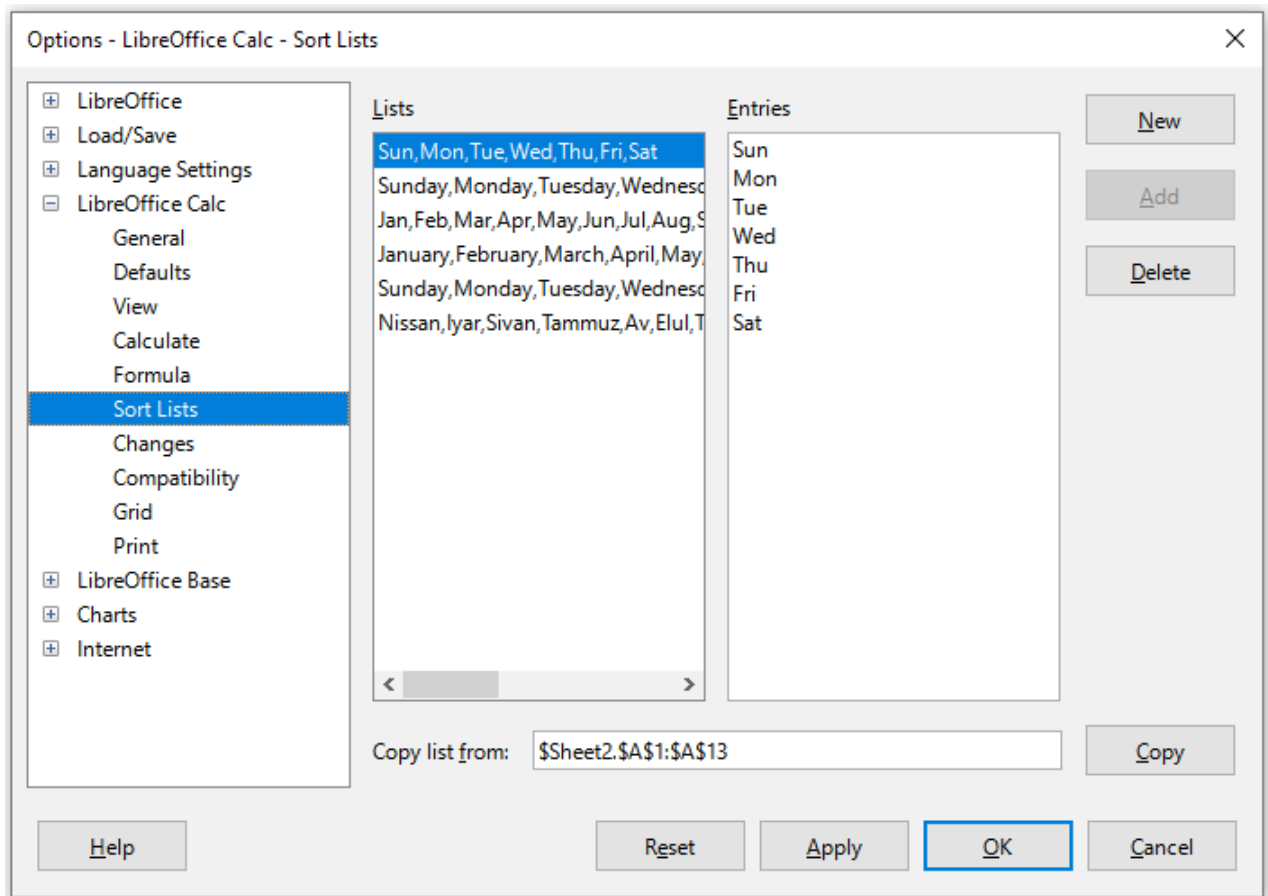 Options - LibreOffice Calc - Sort Lists
LibreOffice
Load/Save
Language Settings
LibreOffice Calc
General
Defaults
View
Calculate
Formula
Sort Lists
Changes
Compatibility
Grid
Print
LibreOffice Base
Charts
Internet
Lists
Sun,Mon,Tue,Wed,Thu,Fri,Sat
Sunday,Monday,Tuesday,Wednesd
Jan,Feb,Mar,Apr,May,Jun,Jul,Aug,S
January,February,March,April,May,
Sunday,Monday,Tuesday,Wednesd
Nissan,Iyar,Sivan,Tammuz,Av,Elul,T
Entries
Sun
Mon
Tue
Wed
Thu
Fri
Sat
New
Add
Delete
Copy list from:
$Sheet2.$A$1:$A$13
Copy
Help
Reset
Apply
OK
Cancel